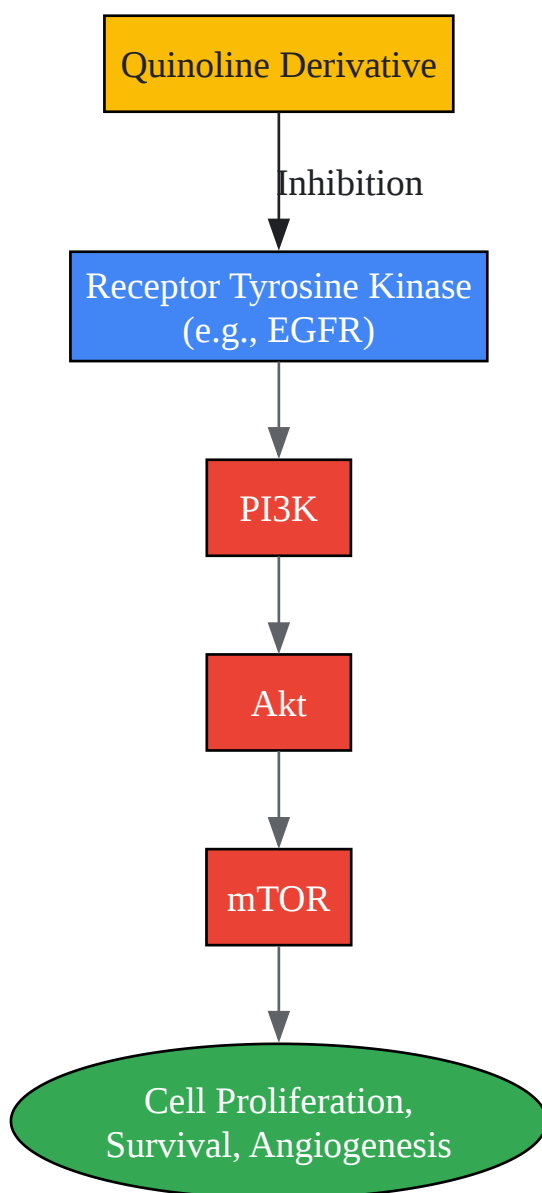 Quinoline Derivative
Inhibition
Receptor Tyrosine Kinase
(e.g., EGFR)
PI3K
Akt
mTOR
Cell Proliferation,
Survival, Angiogenesis